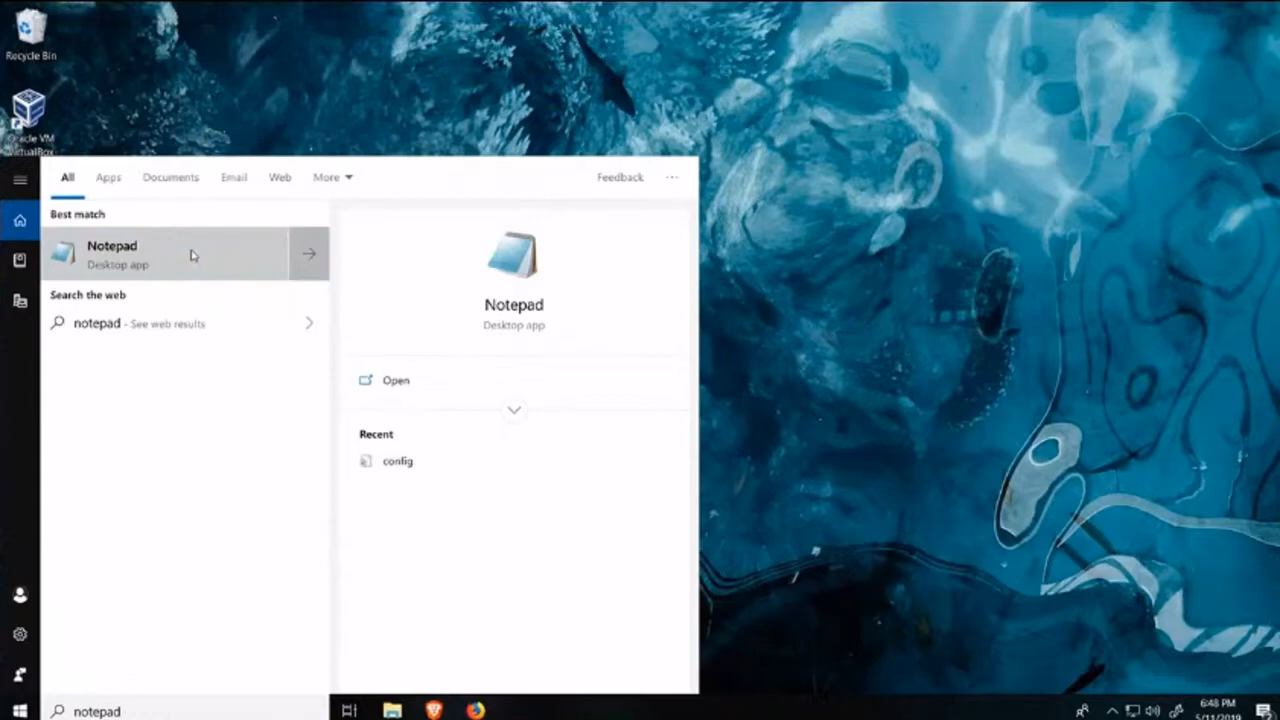 Recycle Bin
Oracle VM
VirtualBox
All Apps Documents Email Web More Feedback
Best match
Notepad
Desktop app
Search the web
notepad - See web results
Notepad
Desktop app
Open
Recent
config
notepad
6:48 PM
5/11/2019